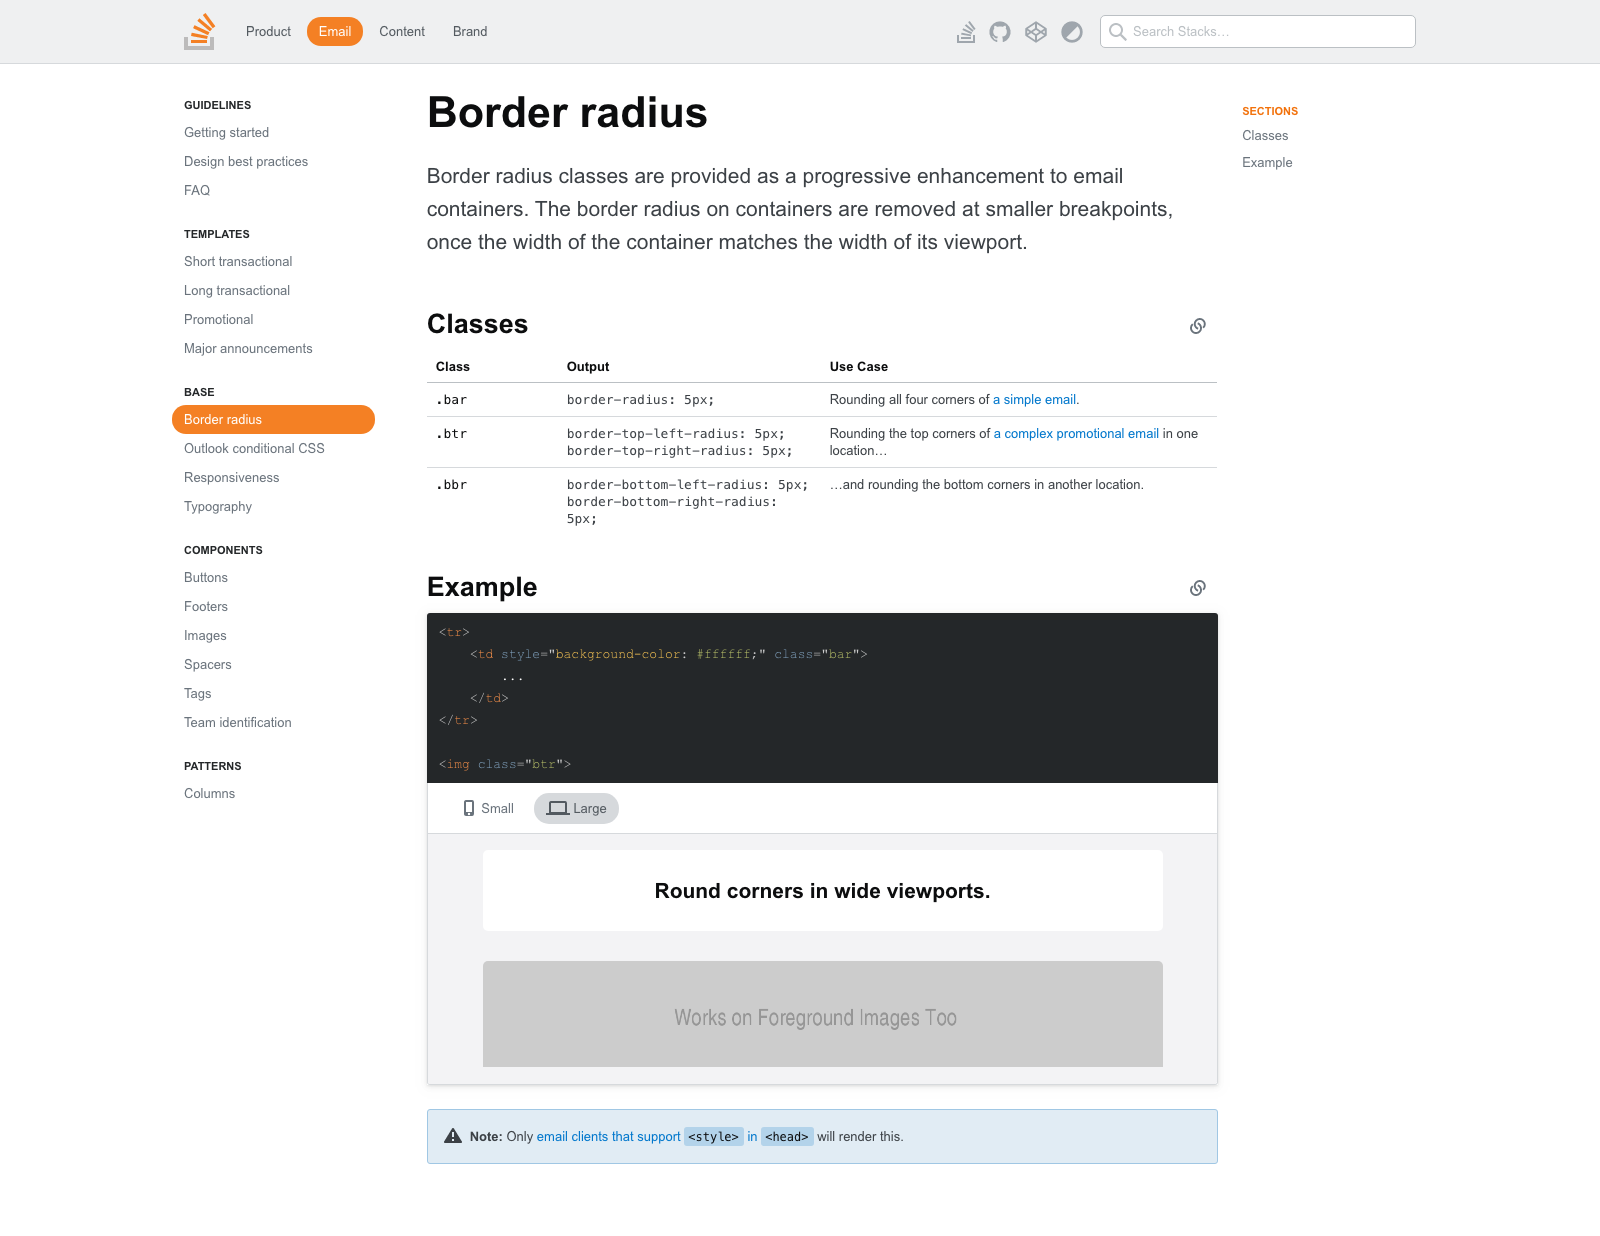 Product Email Content Brand
Search Stacks…
GUIDELINES
Getting started
Design best practices
FAQ
TEMPLATES
Short transactional
Long transactional
Promotional
Major announcements
BASE
Border radius
Outlook conditional CSS
Responsiveness
Typography
COMPONENTS
Buttons
Footers
Images
Spacers
Tags
Team identification
PATTERNS
Columns
Border radius
Border radius classes are provided as a progressive enhancement to email
containers. The border radius on containers are removed at smaller breakpoints,
once the width of the container matches the width of its viewport.
Classes
Class Output Use Case
.bar border-radius: 5px; Rounding all four corners of a simple email.
.btr border-top-left-radius: 5px; Rounding the top corners of a complex promotional email in one
border-top-right-radius: 5px; location…
.bbr border-bottom-left-radius: 5px; …and rounding the bottom corners in another location.
border-bottom-right-radius:
5px;
Example
<tr>
    <td style="background-color: #ffffff;" class="bar">
        ...
    </td>
</tr>
<img class="btr">
Small Large
Round corners in wide viewports.
Works on Foreground Images Too
Note: Only email clients that support <style> in <head> will render this.
SECTIONS
Classes
Example